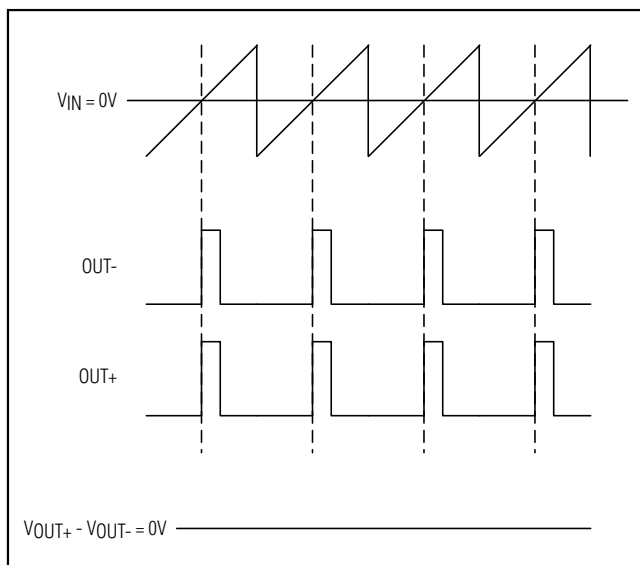 VIN = 0V
OUT-
OUT+
VOUT+ - VOUT- = 0V